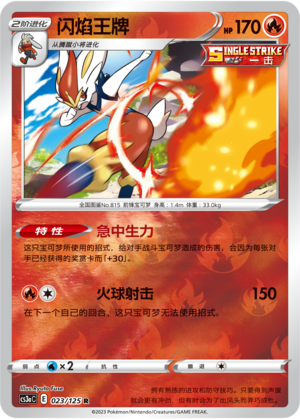 2阶进化
闪焰王牌
HP 170
从腾蹴小将进化
SINGLE STRIKE
一击
全国图鉴No.815 前锋宝可梦 身高：1.4m 体重：33.0kg
特性 急中生力
这只宝可梦所使用的招式，给对手战斗宝可梦造成的伤害，会因为每张对
手已经获得的奖赏卡而「+30」。
火球射击 150
在下一个自己的回合，这只宝可梦无法使用招式。
弱点 ×2 抵抗力 撤退
Illus. Ryuta Fuse
CS3aC E 023/125 R
©2023 Pokémon/Nintendo/Creatures/GAME FREAK.